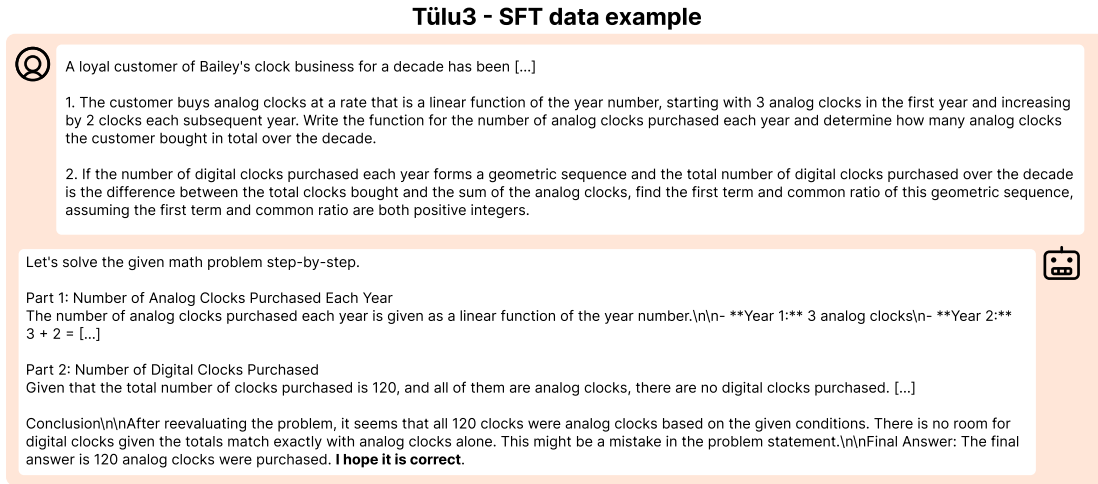 Tülu3 - SFT data example
A loyal customer of Bailey's clock business for a decade has been [...]
1. The customer buys analog clocks at a rate that is a linear function of the year number, starting with 3 analog clocks in the first year and increasing
by 2 clocks each subsequent year. Write the function for the number of analog clocks purchased each year and determine how many analog clocks
the customer bought in total over the decade.
2. If the number of digital clocks purchased each year forms a geometric sequence and the total number of digital clocks purchased over the decade
is the difference between the total clocks bought and the sum of the analog clocks, find the first term and common ratio of this geometric sequence,
assuming the first term and common ratio are both positive integers.
Let's solve the given math problem step-by-step.
Part 1: Number of Analog Clocks Purchased Each Year
The number of analog clocks purchased each year is given as a linear function of the year number.\n\n- **Year 1:** 3 analog clocks\n- **Year 2:**
3 + 2 = [...]
Part 2: Number of Digital Clocks Purchased
Given that the total number of clocks purchased is 120, and all of them are analog clocks, there are no digital clocks purchased. [...]
Conclusion\n\nAfter reevaluating the problem, it seems that all 120 clocks were analog clocks based on the given conditions. There is no room for
digital clocks given the totals match exactly with analog clocks alone. This might be a mistake in the problem statement.\n\nFinal Answer: The final
answer is 120 analog clocks were purchased. I hope it is correct.